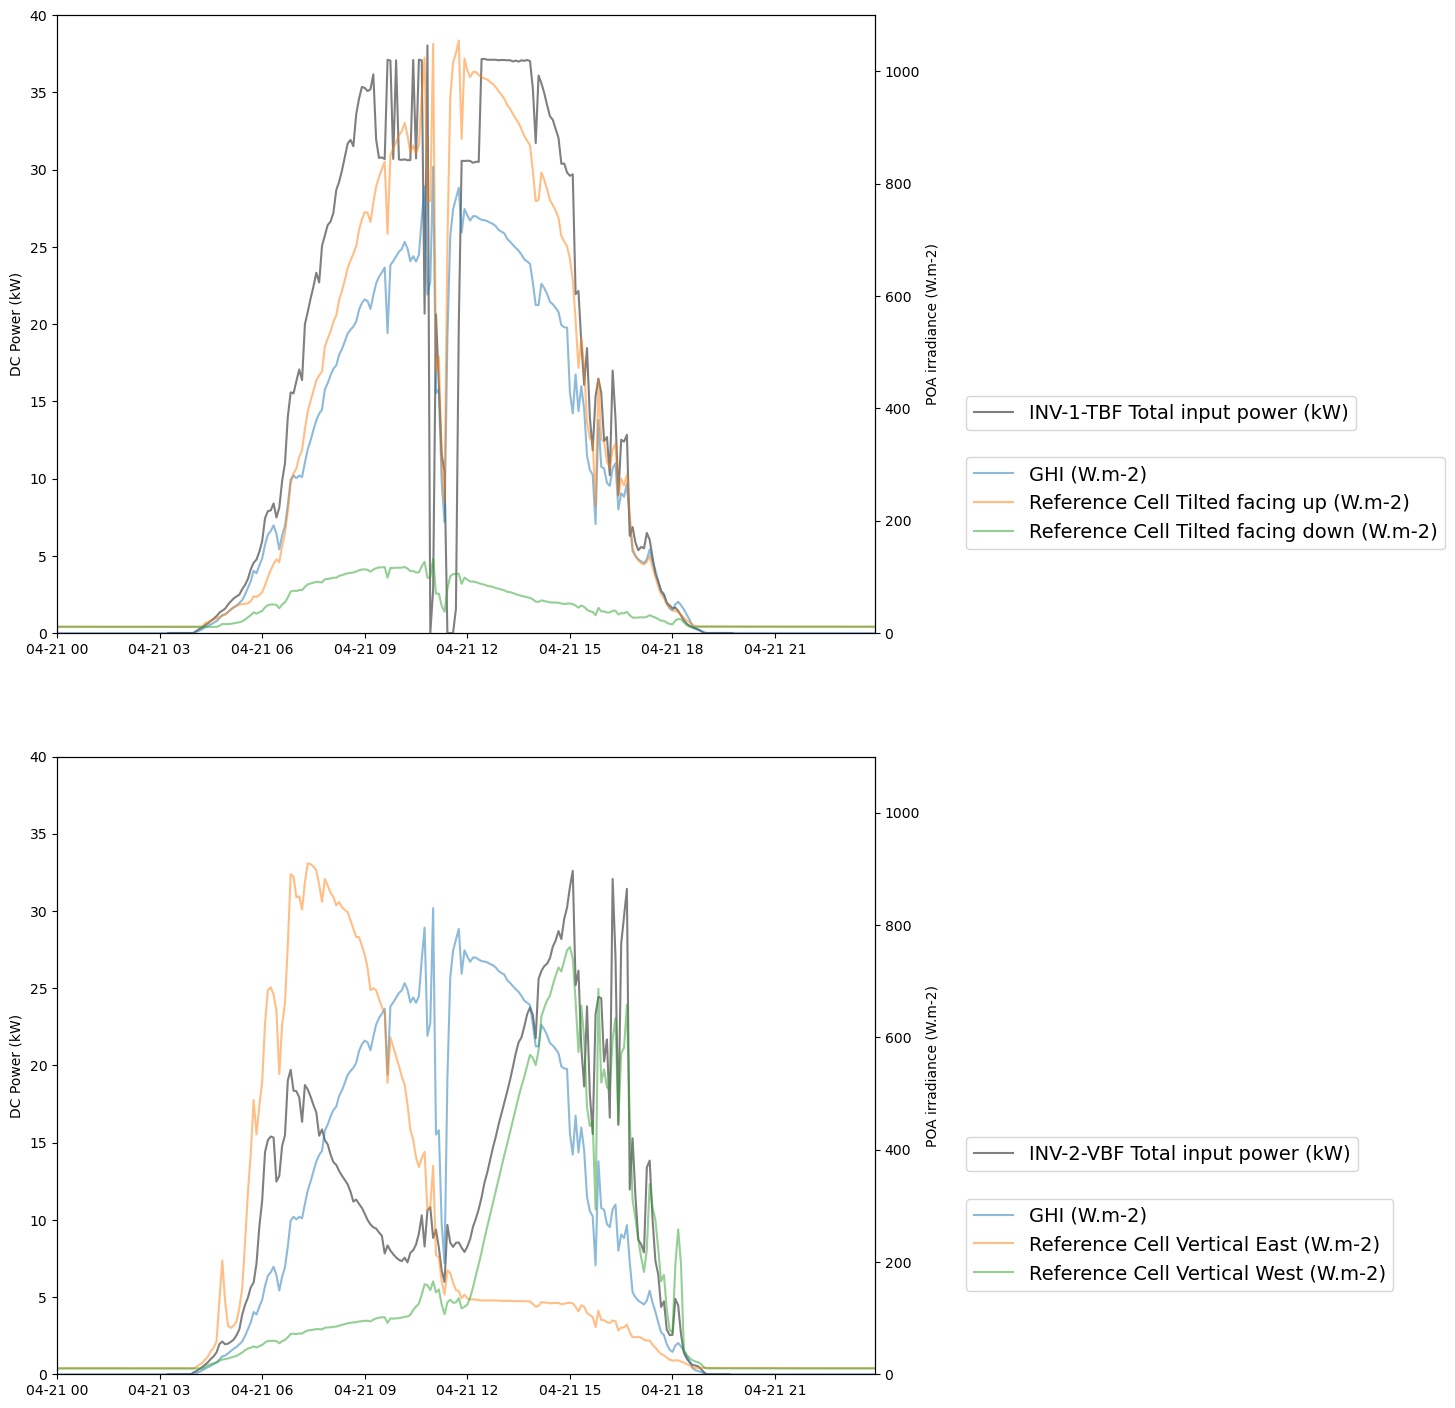 40
35
30
25
20
15
10
5
0
DC Power (kW)
1000
800
600
400
200
0
POA irradiance (W.m-2)
04-21 00 04-21 03 04-21 06 04-21 09 04-21 12 04-21 15 04-21 18 04-21 21
INV-1-TBF Total input power (kW)
GHI (W.m-2)
Reference Cell Tilted facing up (W.m-2)
Reference Cell Tilted facing down (W.m-2)
40
35
30
25
20
15
10
5
0
DC Power (kW)
1000
800
600
400
200
0
POA irradiance (W.m-2)
04-21 00 04-21 03 04-21 06 04-21 09 04-21 12 04-21 15 04-21 18 04-21 21
INV-2-VBF Total input power (kW)
GHI (W.m-2)
Reference Cell Vertical East (W.m-2)
Reference Cell Vertical West (W.m-2)